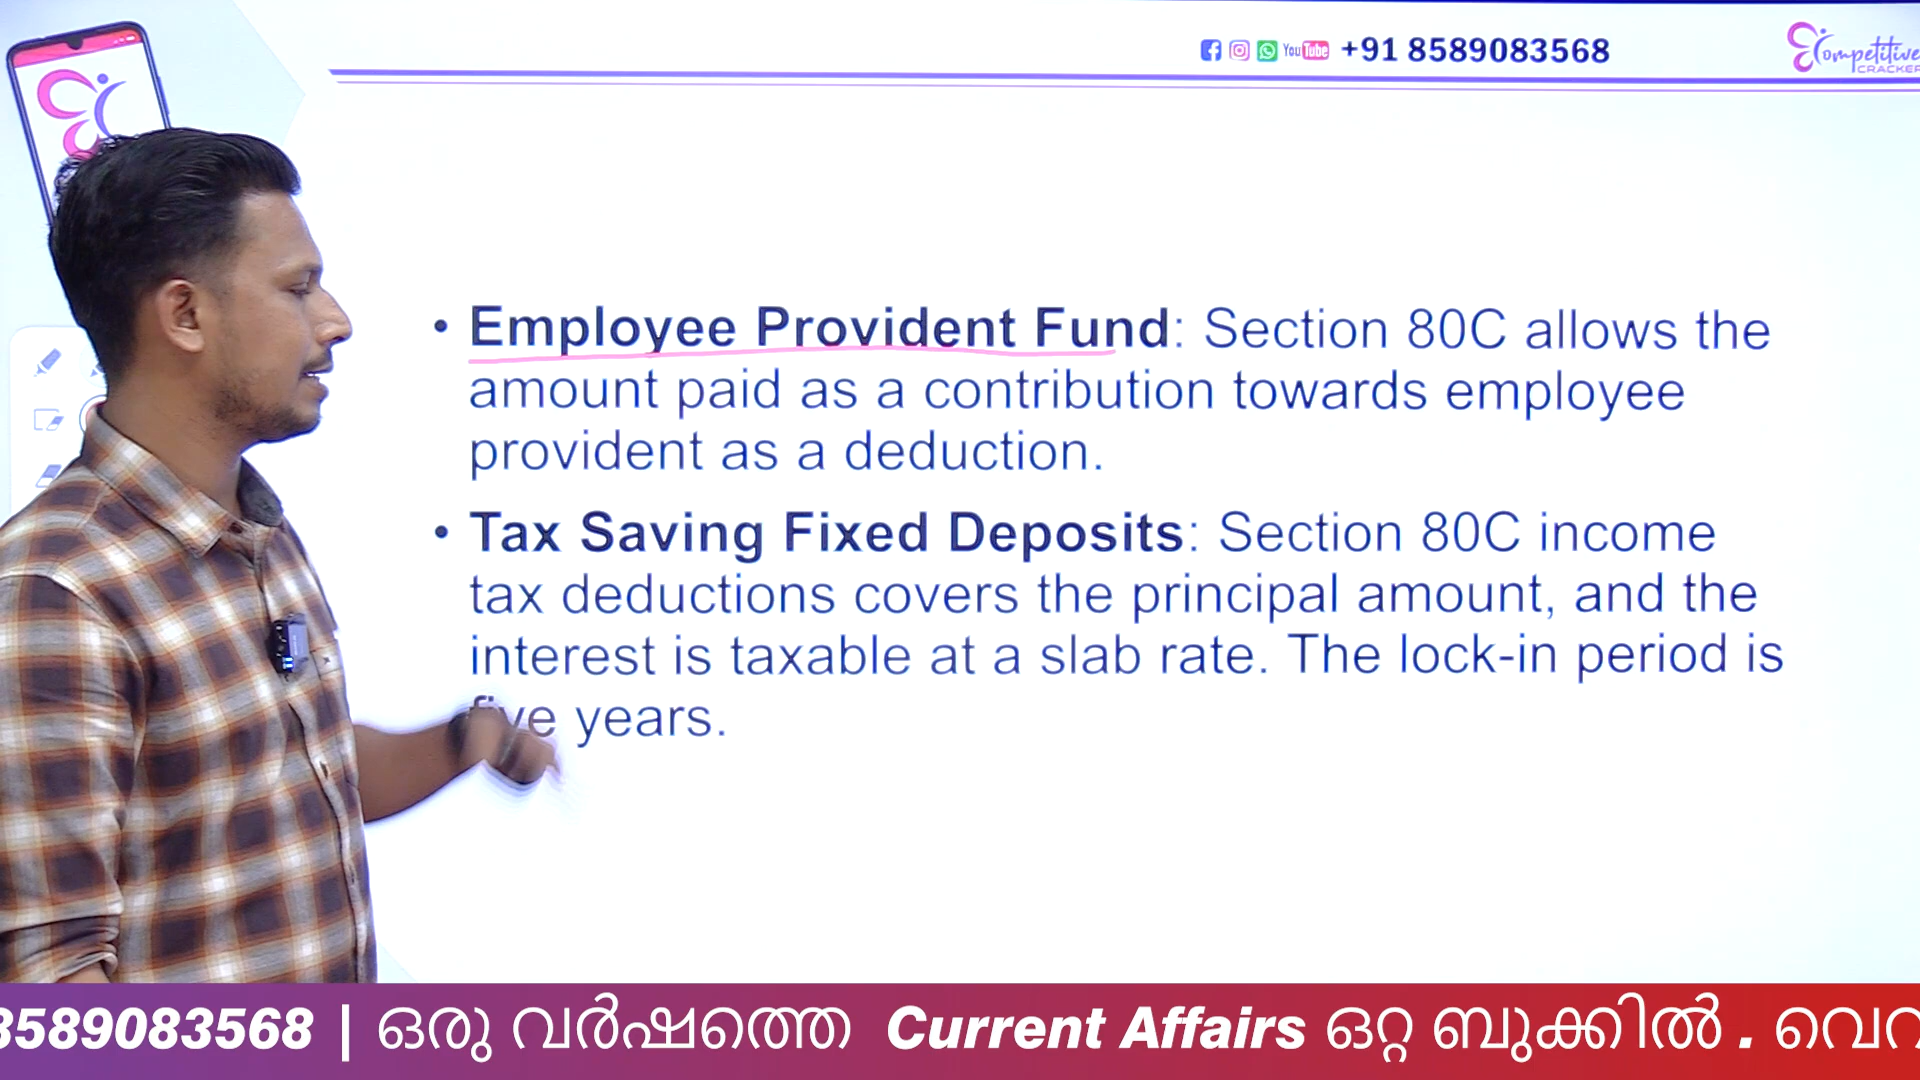 You Tube +91 8589083568
Competitive
CRACKER
• Employee Provident Fund: Section 80C allows the
amount paid as a contribution towards employee
provident as a deduction.
• Tax Saving Fixed Deposits: Section 80C income
tax deductions covers the principal amount, and the
interest is taxable at a slab rate. The lock-in period is
five years.
8589083568 | ഒരു വർഷത്തെ Current Affairs ഒറ്റ ബുക്കിൽ .